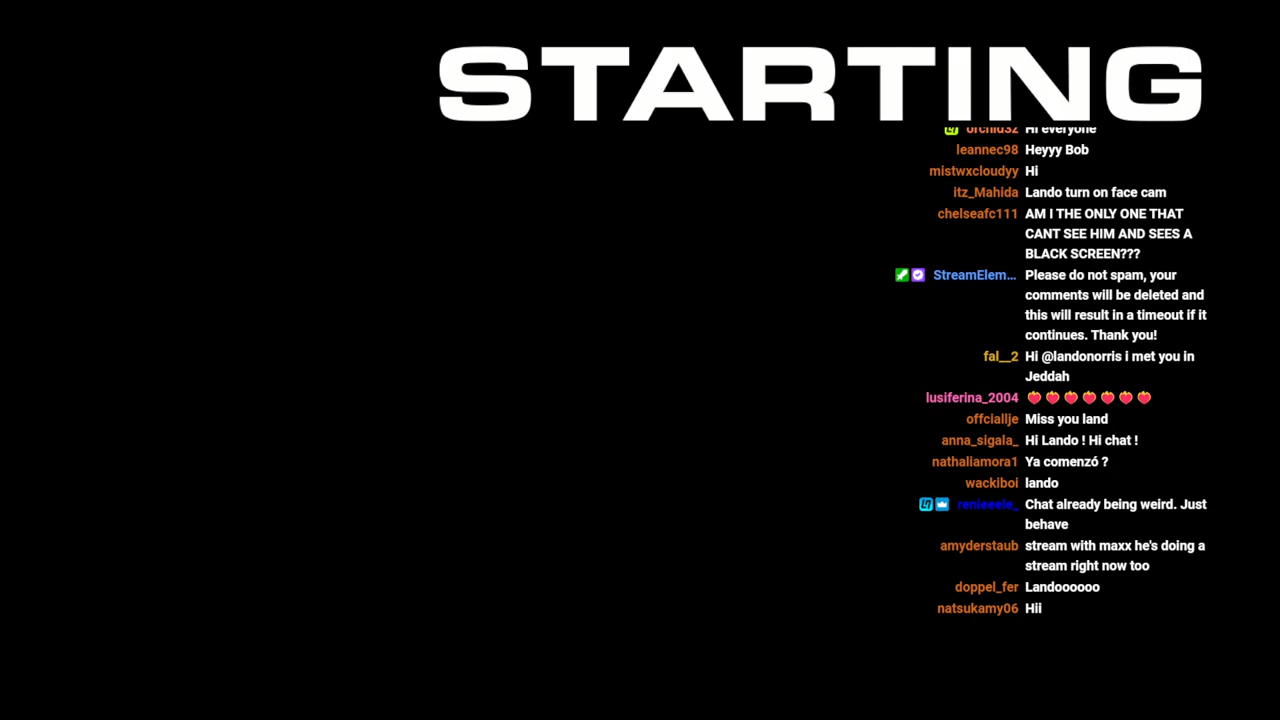 STARTING
orchid32 Hi everyone
leannec98 Heyyy Bob
mistwxcloudyy Hi
itz_Mahida Lando turn on face cam
chelseafc111 AM I THE ONLY ONE THAT
CANT SEE HIM AND SEES A
BLACK SCREEN???
StreamElem... Please do not spam, your
comments will be deleted and
this will result in a timeout if it
continues. Thank you!
fal__2 Hi @landonorris i met you in
Jeddah
lusiferina_2004
offciallje Miss you land
anna_sigala_ Hi Lando ! Hi chat !
nathaliamora1 Ya comenzó ?
wackiboi lando
renieeele_ Chat already being weird. Just
behave
amyderstaub stream with maxx he's doing a
stream right now too
doppel_fer Landoooooo
natsukamy06 Hii